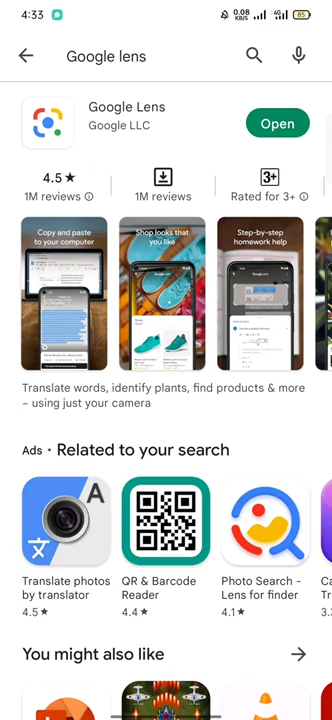 4:33
0.08
KB/S
4G
85
Google lens
Google Lens
Google LLC
Open
4.5★
1M reviews
1M reviews
3+
Rated for 3+
Copy and paste
to your computer
Shop looks that
you like
Step-by-step
homework help
Translate words, identify plants, find products & more
– using just your camera
Ads • Related to your search
A
Translate photos
by translator
4.5★
QR & Barcode
Reader
4.4★
Photo Search -
Lens for finder
4.1★
Ca
Tr
3.
You might also like